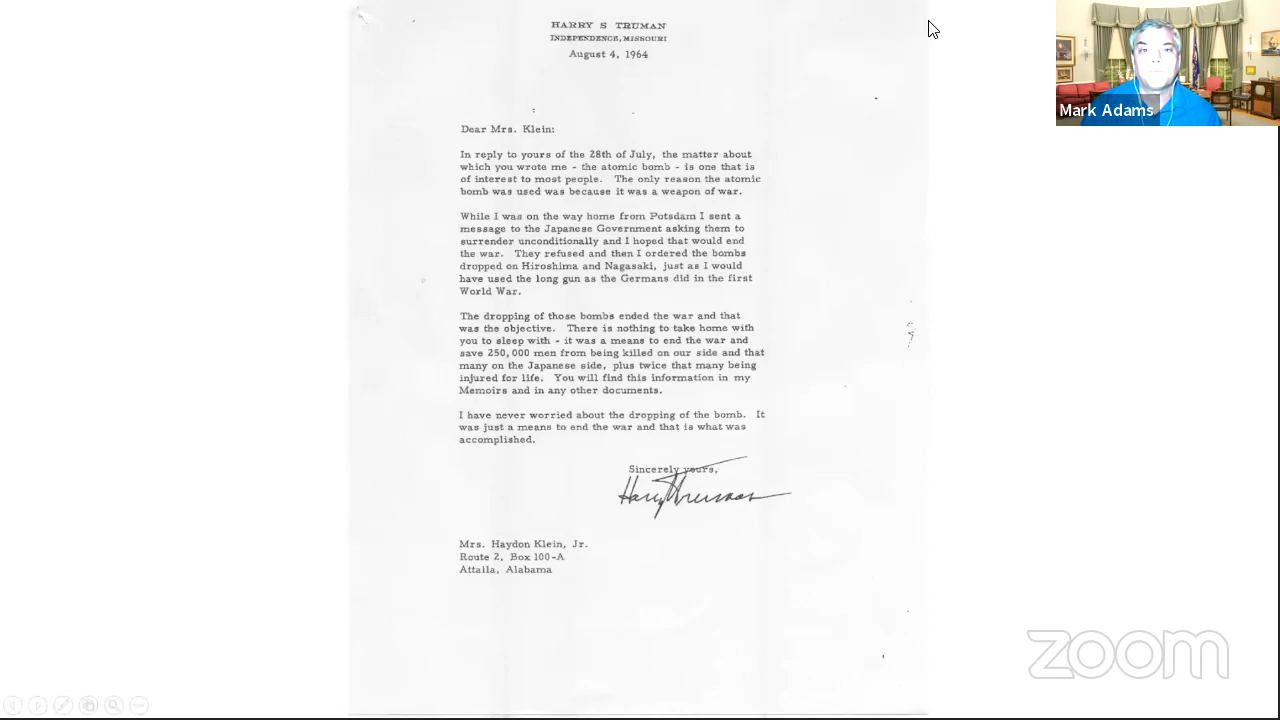 HARRY S TRUMAN
INDEPENDENCE, MISSOURI
August 4, 1964
Dear Mrs. Klein:
In reply to yours of the 28th of July, the matter about
which you wrote me - the atomic bomb - is one that is
of interest to most people. The only reason the atomic
bomb was used was because it was a weapon of war.
While I was on the way home from Potsdam I sent a
message to the Japanese Government asking them to
surrender unconditionally and I hoped that would end
the war. They refused and then I ordered the bombs
dropped on Hiroshima and Nagasaki, just as I would
have used the long gun as the Germans did in the first
World War.
The dropping of those bombs ended the war and that
was the objective. There is nothing to take home with
you to sleep with - it was a means to end the war and
save 250,000 men from being killed on our side and that
many on the Japanese side, plus twice that many being
injured for life. You will find this information in my
Memoirs and in any other documents.
I have never worried about the dropping of the bomb. It
was just a means to end the war and that is what was
accomplished.
Sincerely yours,
Harry Truman
Mrs. Haydon Klein, Jr.
Route 2, Box 100-A
Attalla, Alabama
Mark Adams
zoom